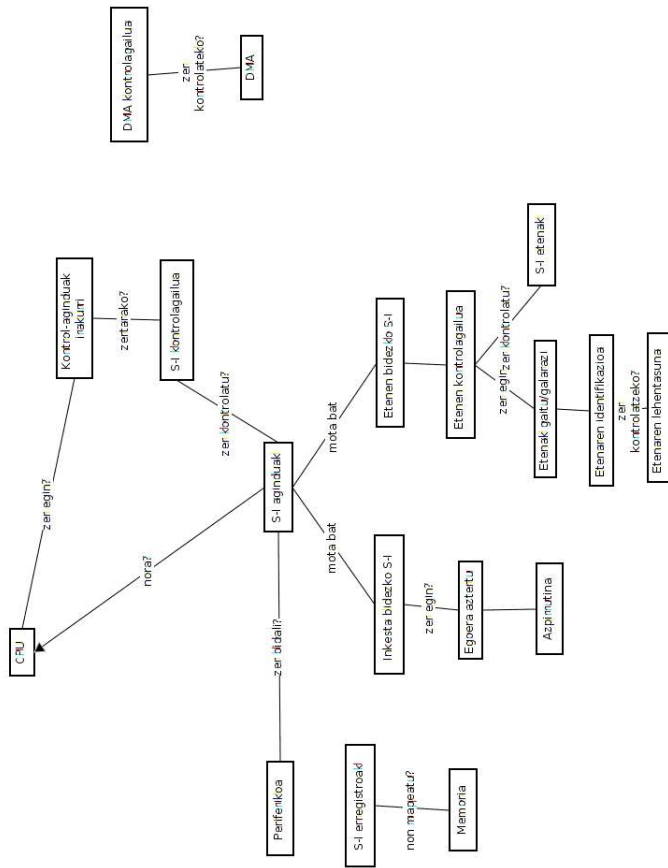 CPU
zer egin?
Kontrol-aginduak
irakurri
zertarako?
DMA kontrolagailua
S-I kontrolagailua
zer
kontrolateko?
nora?
zer kontrolatu?
DMA
Periferikoa
zer bidali?
S-I aginduak
mota bat
mota bat
S-I erregistroak
Inkesta bidezko S-I
Etenen bidezko S-I
non mapeatu?
zer egin?
Etenen kontrolagailua
Memoria
Egoera aztertu
zer egin?
zer kontrolatu?
Azpirrutina
Etenak gaitu/galarazi
S-I etenak
Etenaren identifikazioa
zer
kontrolatzeko?
Etenaren lehentasuna